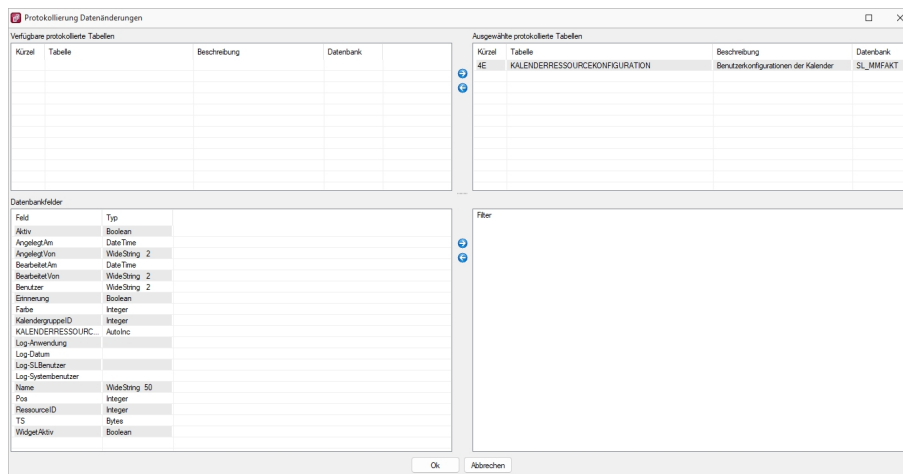 Protokollierung Datenänderungen
Verfügbare protokollierte Tabellen
Kürzel Tabelle Beschreibung Datenbank
Ausgewählte protokollierte Tabellen
Kürzel Tabelle Beschreibung Datenbank
4E KALENDERRESSOURCEKONFIGURATION Benutzerkonfigurationen der Kalender SL_MMFAKT
Datenbankfelder
Feld Typ
Aktiv Boolean
AngelegtAm DateTime
AngelegtVon WideString 2
BearbeitetAm DateTime
BearbeitetVon WideString 2
Benutzer WideString 2
Erinnerung Boolean
Farbe Integer
KalendergruppeID Integer
KALENDERRESSOURC... AutoInc
Log-Anwendung
Log-Datum
Log-SLBenutzer
Log-Systembenutzer
Name WideString 50
Pos Integer
RessourceID Integer
TS Bytes
WidgetAktiv Boolean
Filter
Ok Abbrechen